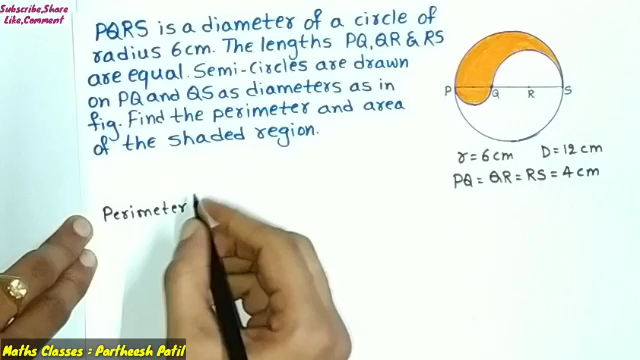 Subscribe,Share
Like,Comment
PQRS is a diameter of a circle of
radius 6cm. The lengths PQ, QR & RS
are equal. Semi-Circles are drawn
on PQ and QS as diameters as in
fig. Find the perimeter and area
of the shaded region.
P Q R S
r = 6 cm D = 12 cm
PQ = QR = RS = 4 cm
Perimeter
Maths Classes : Partheesh Patil